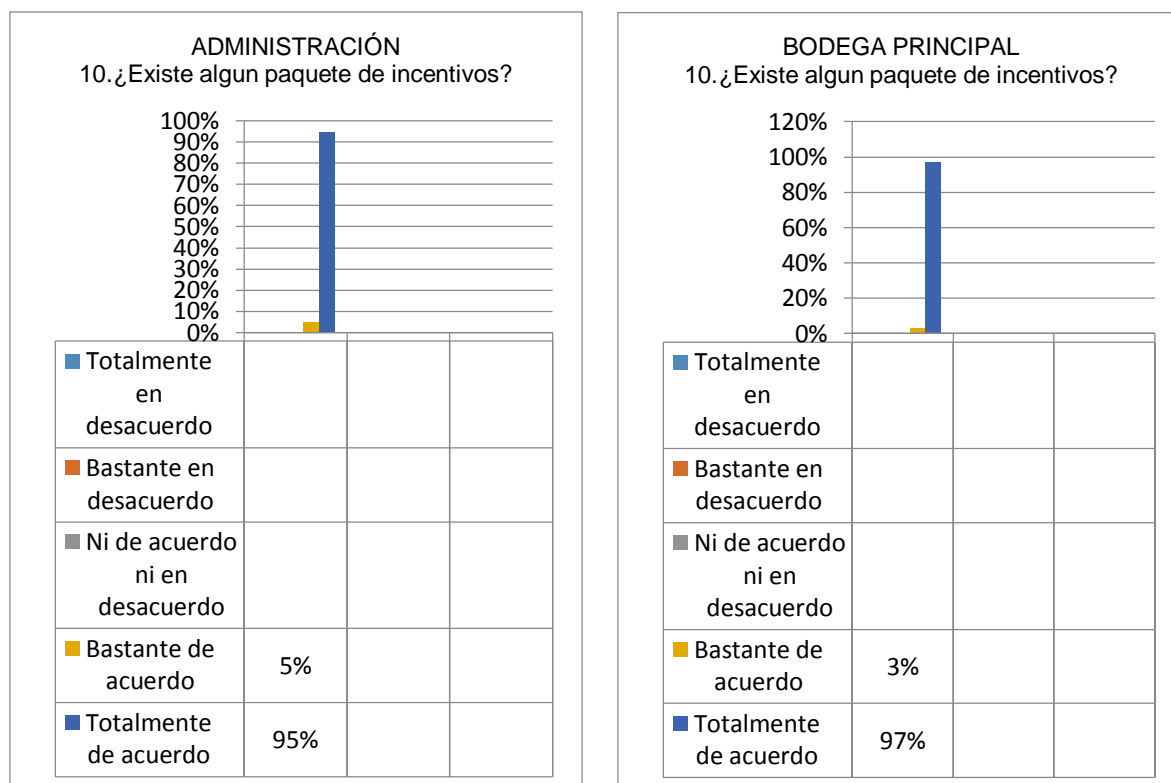 ADMINISTRACIÓN
10.¿Existe algun paquete de incentivos?
100%
90%
80%
70%
60%
50%
40%
30%
20%
10%
0%
Totalmente
en
desacuerdo
Bastante en
desacuerdo
Ni de acuerdo
ni en
desacuerdo
Bastante de
acuerdo
5%
Totalmente
de acuerdo
95%
BODEGA PRINCIPAL
10.¿Existe algun paquete de incentivos?
120%
100%
80%
60%
40%
20%
0%
Totalmente
en
desacuerdo
Bastante en
desacuerdo
Ni de acuerdo
ni en
desacuerdo
Bastante de
acuerdo
3%
Totalmente
de acuerdo
97%